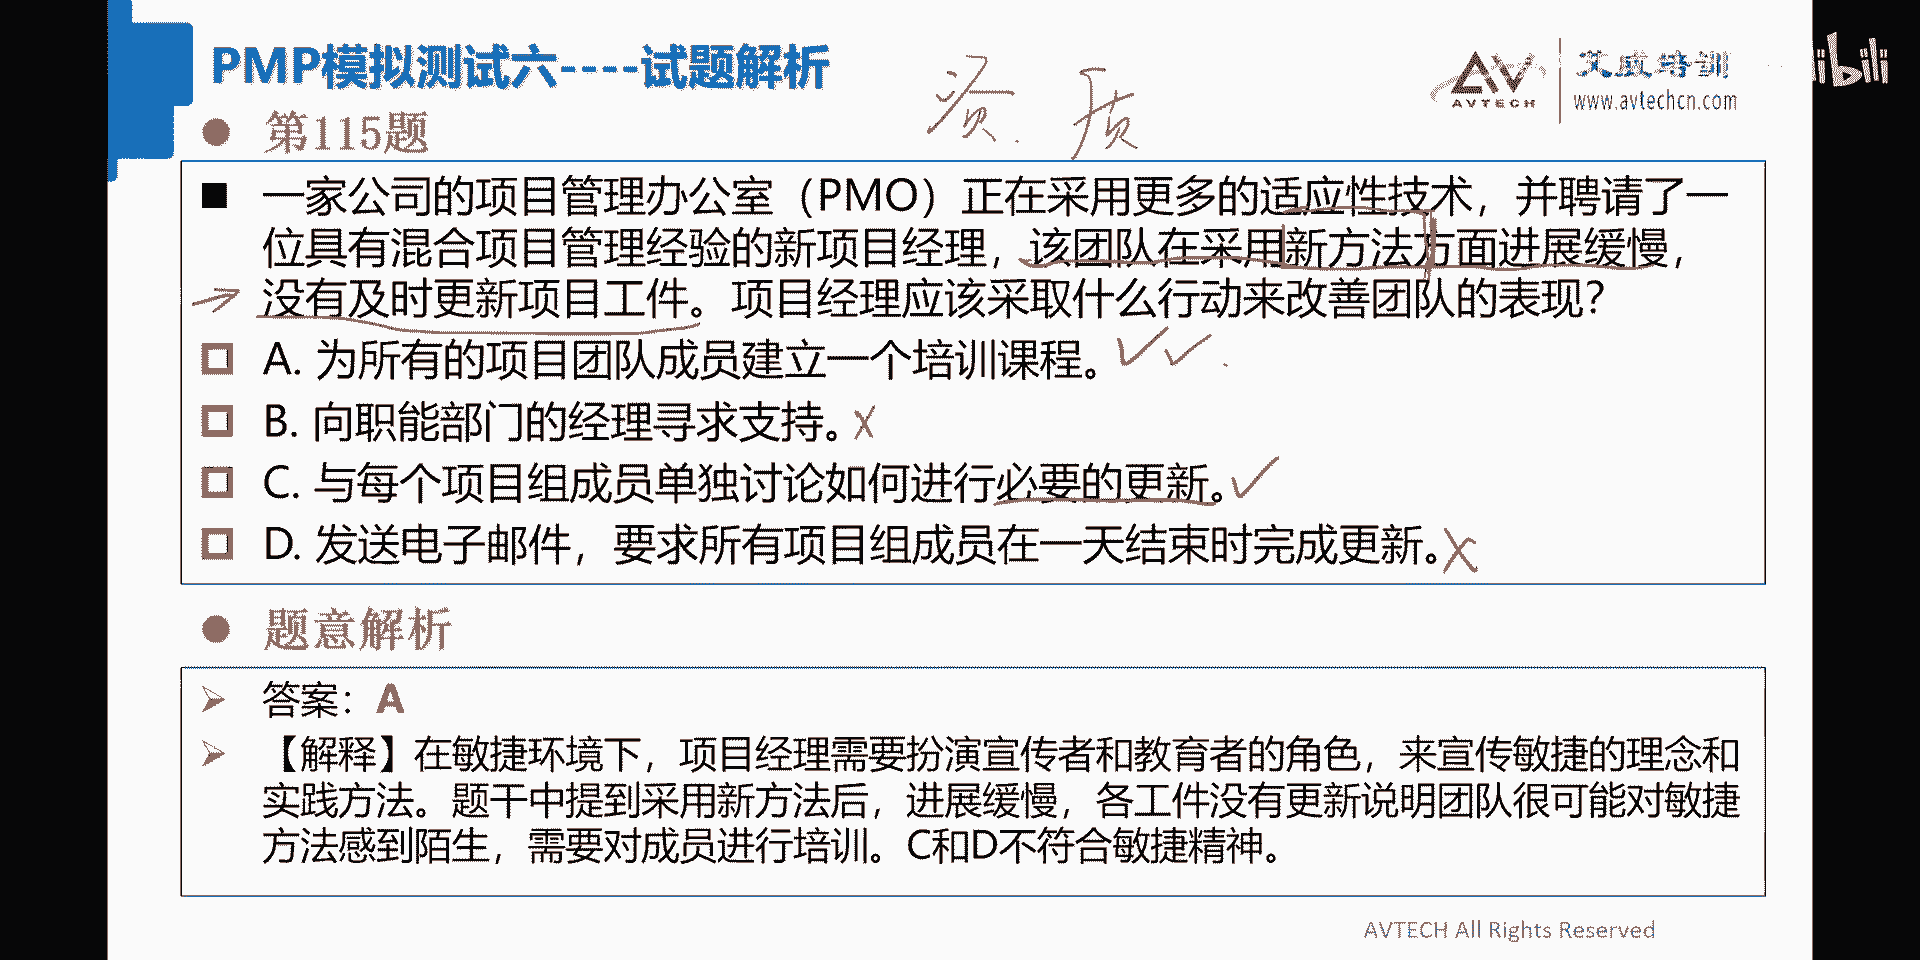 PMP模拟测试六----试题解析
AV 艾威培训
AVTECH www.avtechcn.com
bili
第115题
资 质
一家公司的项目管理办公室（PMO）正在采用更多的适应性技术，并聘请了一
位具有混合项目管理经验的新项目经理，该团队在采用新方法方面进展缓慢，
没有及时更新项目工件。项目经理应该采取什么行动来改善团队的表现？
A. 为所有的项目团队成员建立一个培训课程。
B. 向职能部门的经理寻求支持。
C. 与每个项目组成员单独讨论如何进行必要的更新。
D. 发送电子邮件，要求所有项目组成员在一天结束时完成更新。
题意解析
答案：A
【解释】在敏捷环境下，项目经理需要扮演宣传者和教育者的角色，来宣传敏捷的理念和
实践方法。题干中提到采用新方法后，进展缓慢，各工件没有更新说明团队很可能对敏捷
方法感到陌生，需要对成员进行培训。C和D不符合敏捷精神。
AVTECH All Rights Reserved